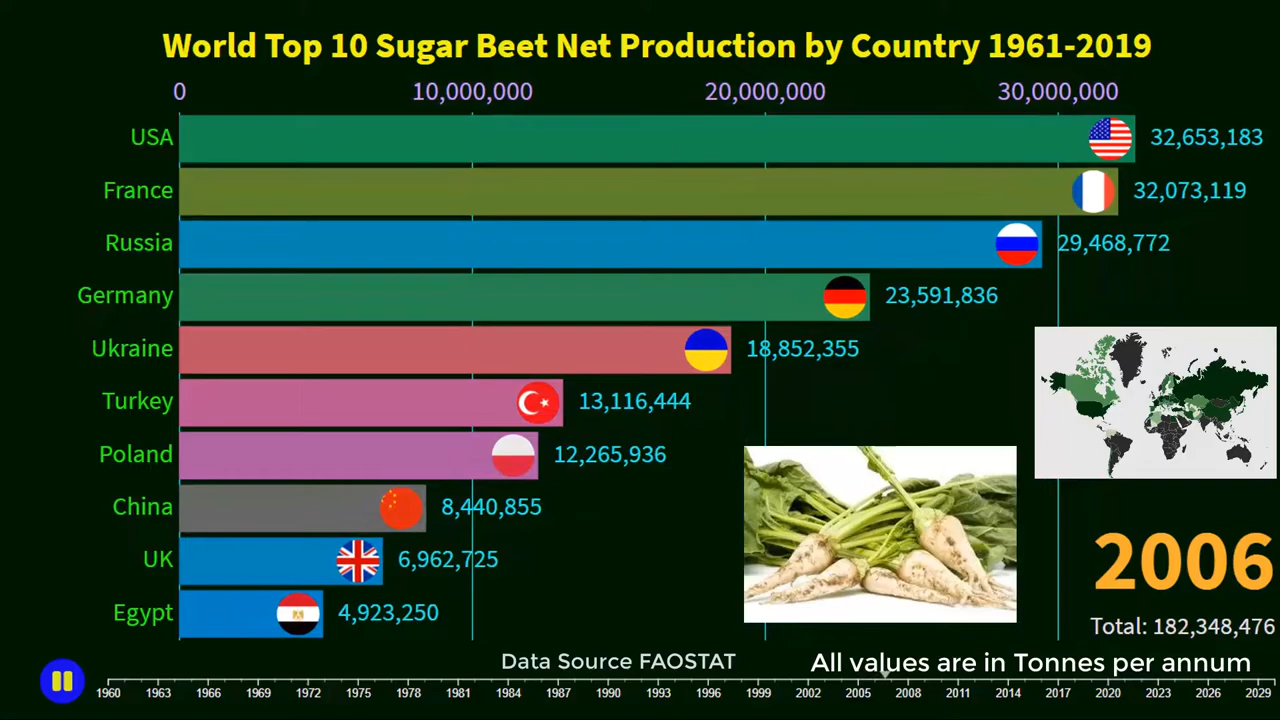 World Top 10 Sugar Beet Net Production by Country 1961-2019
0 10,000,000 20,000,000 30,000,000
USA 32,653,183
France 32,073,119
Russia 29,468,772
Germany 23,591,836
Ukraine 18,852,355
Turkey 13,116,444
Poland 12,265,936
China 8,440,855
UK 6,962,725
Egypt 4,923,250
2006
Total: 182,348,476
Data Source FAOSTAT All values are in Tonnes per annum
1960 1963 1966 1969 1972 1975 1978 1981 1984 1987 1990 1993 1996 1999 2002 2005 2008 2011 2014 2017 2020 2023 2026 2029